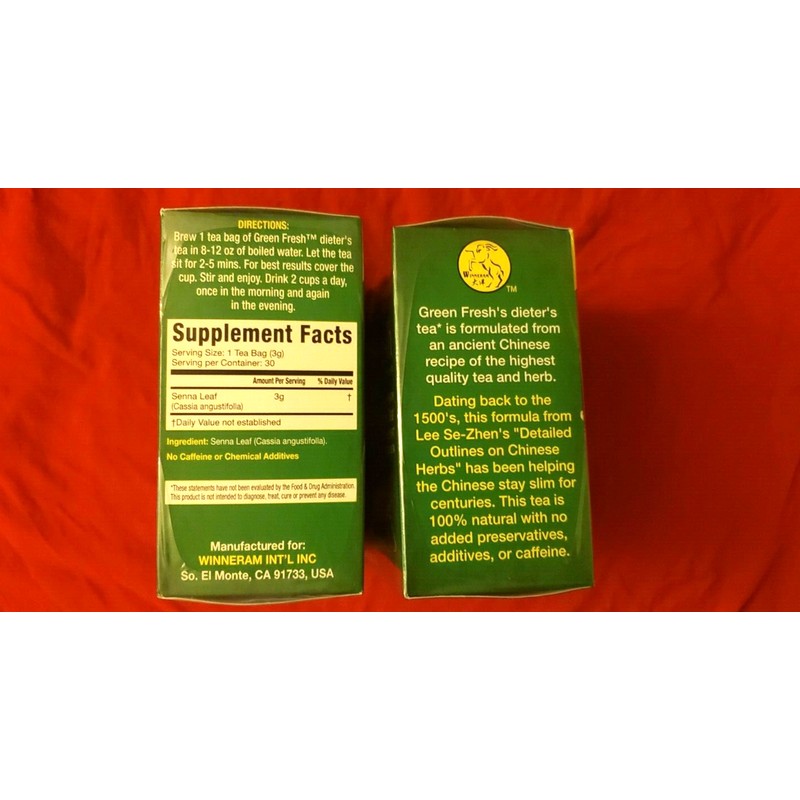 DIRECTIONS:
Brew 1 tea bag of Green Fresh™ dieter's
tea in 8-12 oz of boiled water. Let the tea
sit for 2-5 mins. For best results cover the
cup. Stir and enjoy. Drink 2 cups a day,
once in the morning and again
in the evening.
Supplement Facts
Serving Size: 1 Tea Bag (3g)
Serving per Container: 30
Amount Per Serving % Daily Value
Senna Leaf 3g †
(Cassia angustifolla)
†Daily Value not established
Ingredient: Senna Leaf (Cassia angustifolla).
No Caffeine or Chemical Additives
*These statements have not been evaluated by the Food & Drug Administration.
This product is not intended to diagnose, treat, cure or prevent any disease.
Manufactured for:
WINNERAM INT'L INC
So. El Monte, CA 91733, USA
WINNERAM
TM
Green Fresh's dieter's
tea* is formulated from
an ancient Chinese
recipe of the highest
quality tea and herb.
Dating back to the
1500's, this formula from
Lee Se-Zhen's "Detailed
Outlines on Chinese
Herbs" has been helping
the Chinese stay slim for
centuries. This tea is
100% natural with no
added preservatives,
additives, or caffeine.